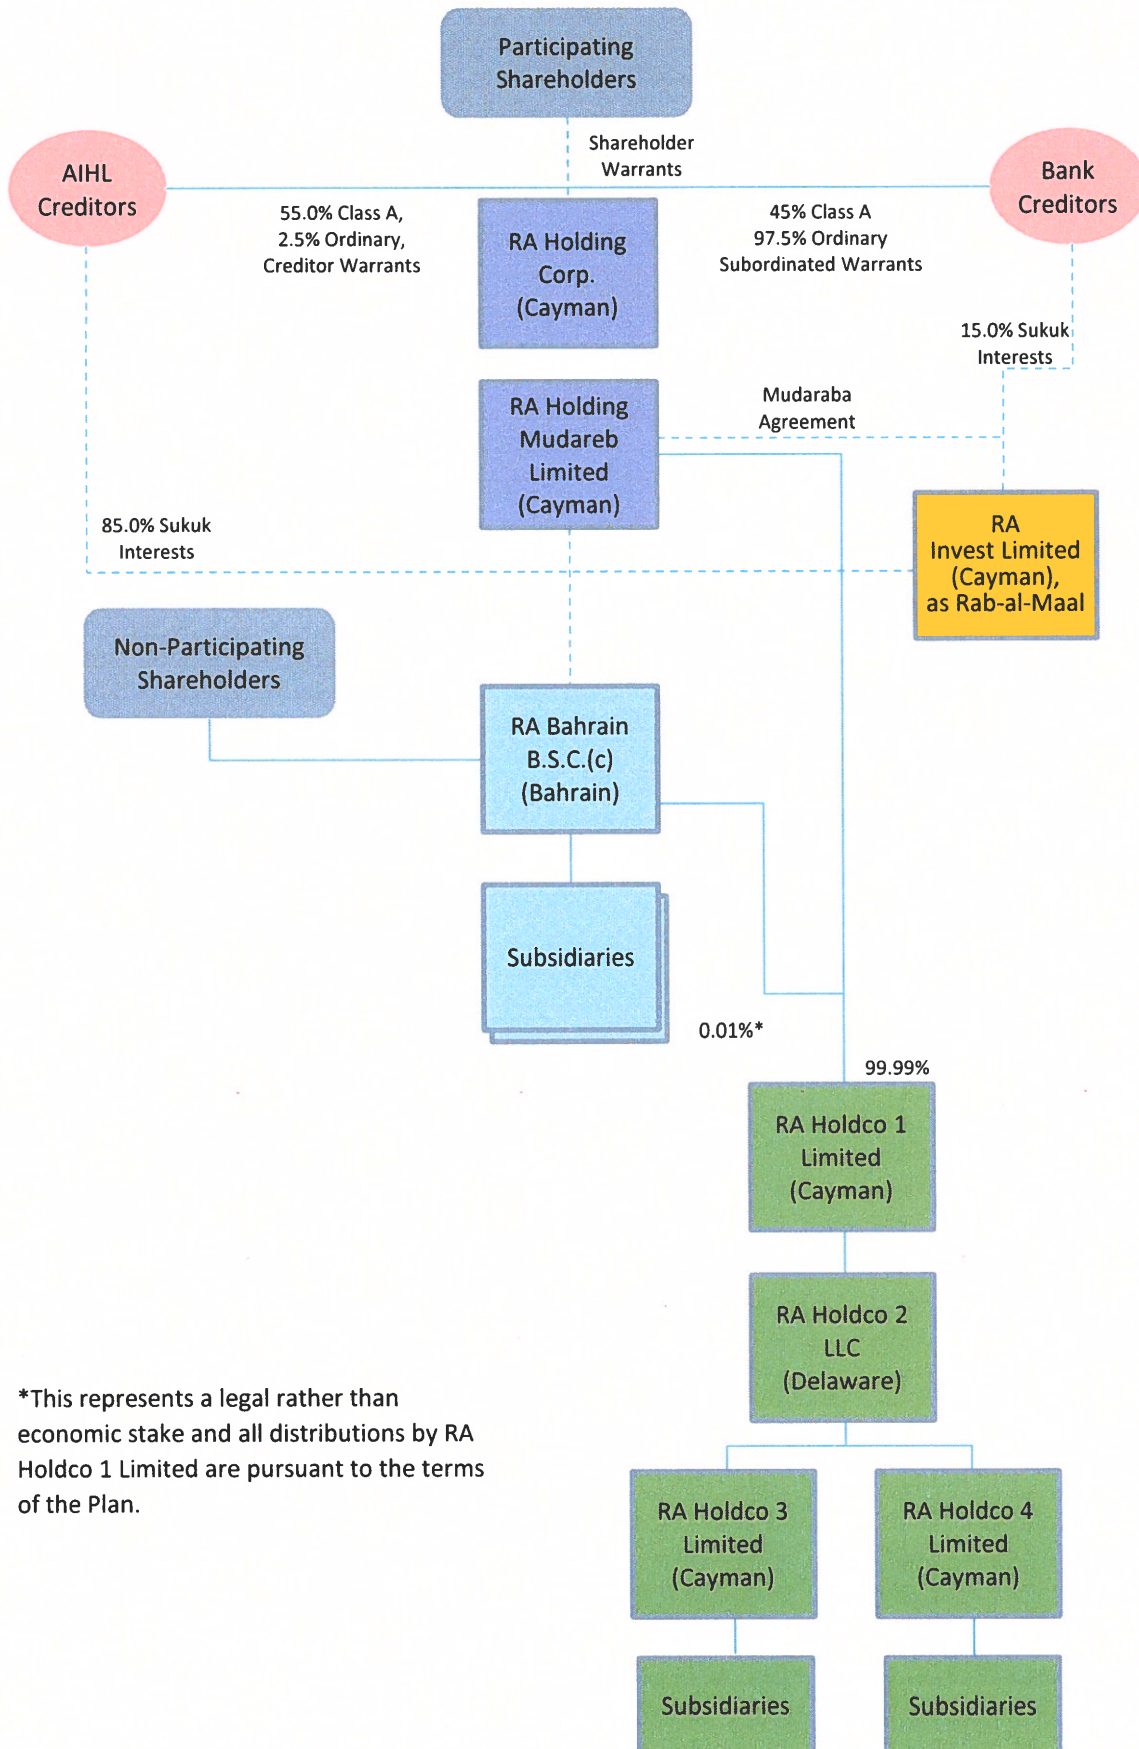 Participating
Shareholders
Shareholder
Warrants
AIHL
Creditors
Bank
Creditors
55.0% Class A,
2.5% Ordinary,
Creditor Warrants
RA Holding
Corp.
(Cayman)
45% Class A
97.5% Ordinary
Subordinated Warrants
15.0% Sukuk
Interests
RA Holding
Mudareb
Limited
(Cayman)
Mudaraba
Agreement
85.0% Sukuk
Interests
RA
Invest Limited
(Cayman),
as Rab-al-Maal
Non-Participating
Shareholders
RA Bahrain
B.S.C.(c)
(Bahrain)
Subsidiaries
0.01%*
99.99%
RA Holdco 1
Limited
(Cayman)
RA Holdco 2
LLC
(Delaware)
*This represents a legal rather than
economic stake and all distributions by RA
Holdco 1 Limited are pursuant to the terms
of the Plan.
RA Holdco 3
Limited
(Cayman)
RA Holdco 4
Limited
(Cayman)
Subsidiaries
Subsidiaries